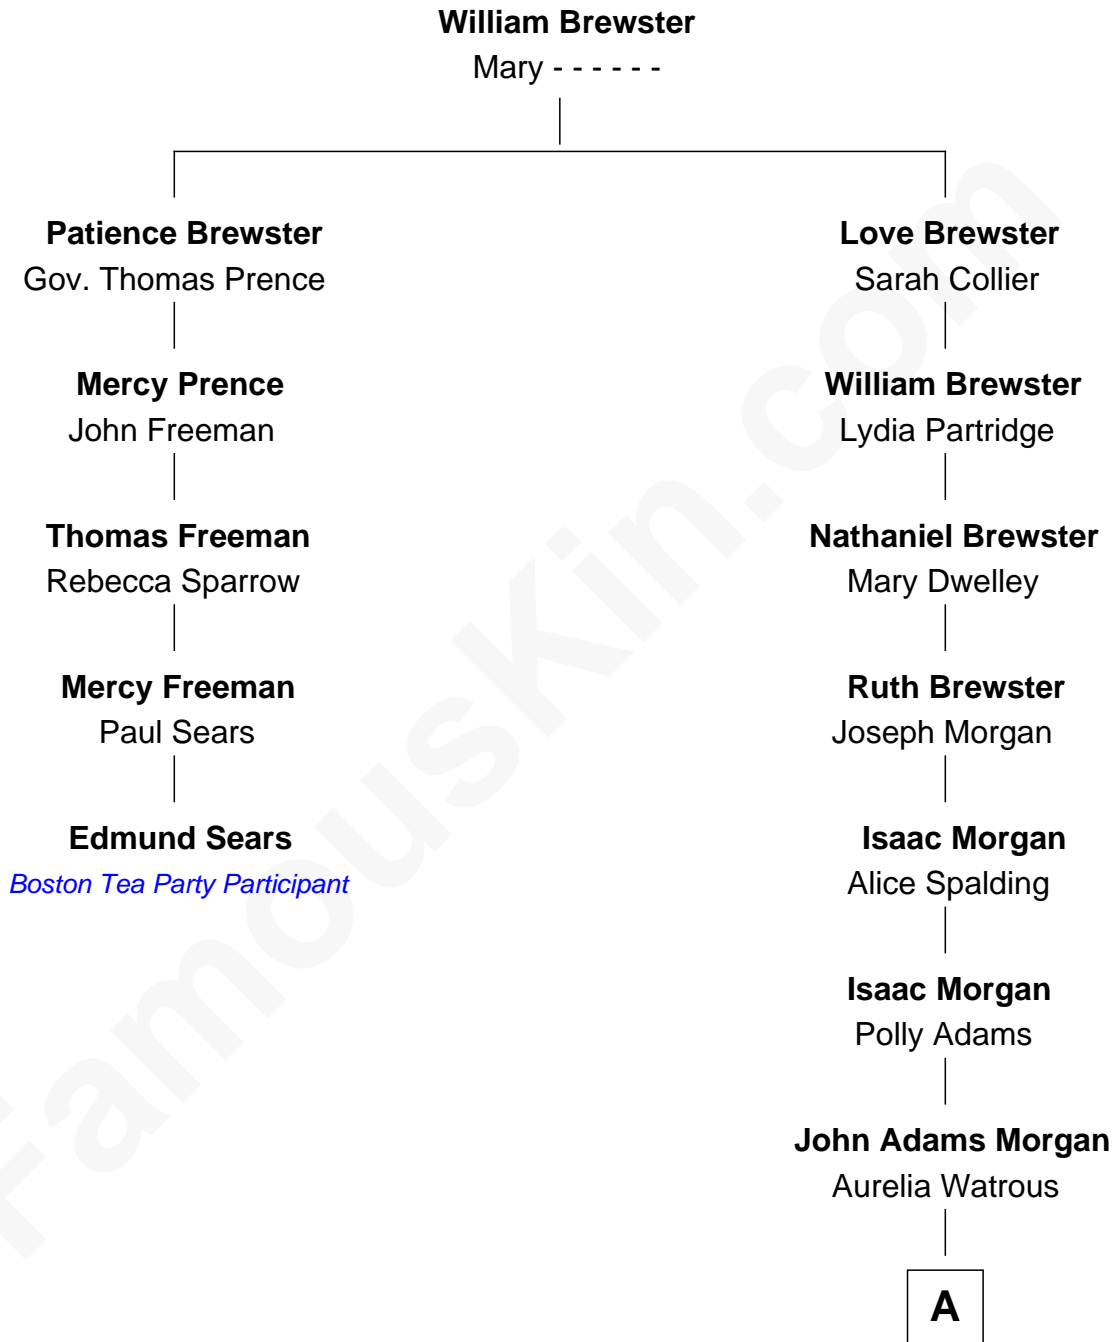 William Brewster
Mary - - - - - -
Patience Brewster
Gov. Thomas Prence
Love Brewster
Sarah Collier
Mercy Prence
John Freeman
William Brewster
Lydia Partridge
Thomas Freeman
Rebecca Sparrow
Nathaniel Brewster
Mary Dwelley
Mercy Freeman
Paul Sears
Ruth Brewster
Joseph Morgan
Edmund Sears
Boston Tea Party Participant
Isaac Morgan
Alice Spalding
Isaac Morgan
Polly Adams
John Adams Morgan
Aurelia Watrous
A
FamousKin.com